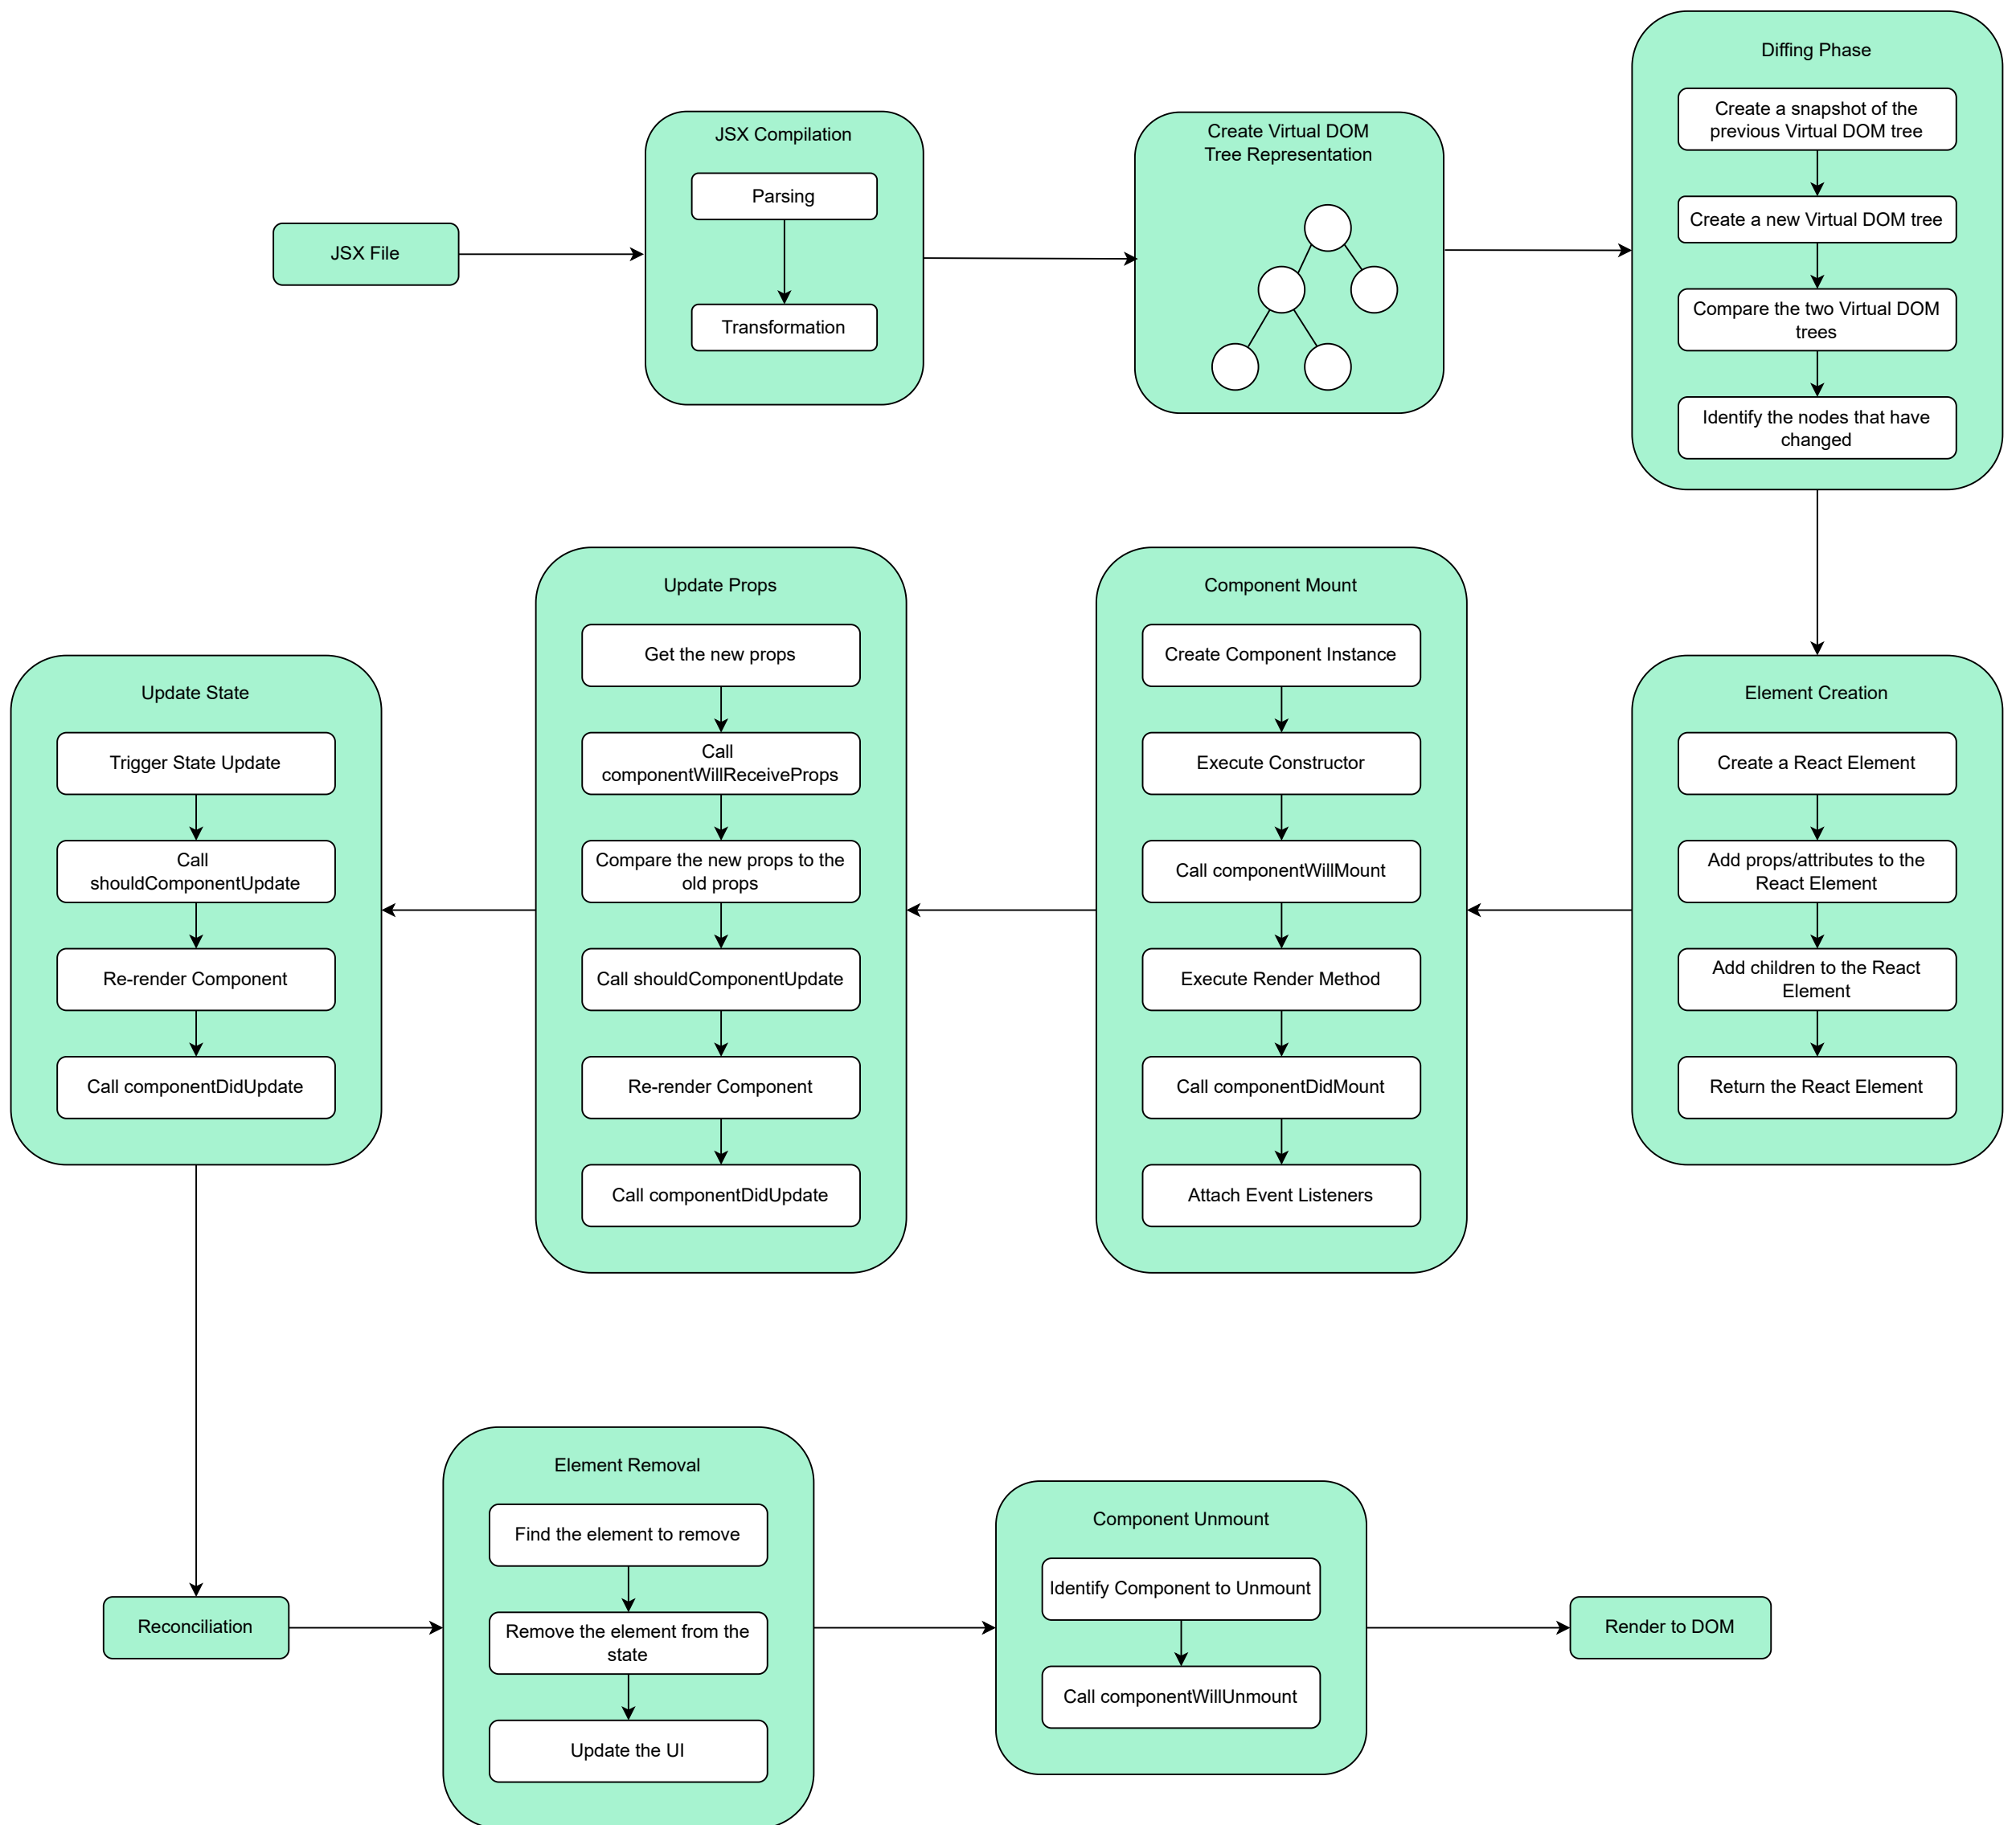 JSX File
JSX Compilation
Parsing
Transformation
Create Virtual DOM
Tree Representation
Diffing Phase
Create a snapshot of the
previous Virtual DOM tree
Create a new Virtual DOM tree
Compare the two Virtual DOM
trees
Identify the nodes that have
changed
Element Creation
Create a React Element
Add props/attributes to the
React Element
Add children to the React
Element
Return the React Element
Component Mount
Create Component Instance
Execute Constructor
Call componentWillMount
Execute Render Method
Call componentDidMount
Attach Event Listeners
Update Props
Get the new props
Call
componentWillReceiveProps
Compare the new props to the
old props
Call shouldComponentUpdate
Re-render Component
Call componentDidUpdate
Update State
Trigger State Update
Call
shouldComponentUpdate
Re-render Component
Call componentDidUpdate
Reconciliation
Element Removal
Find the element to remove
Remove the element from the
state
Update the UI
Component Unmount
Identify Component to Unmount
Call componentWillUnmount
Render to DOM